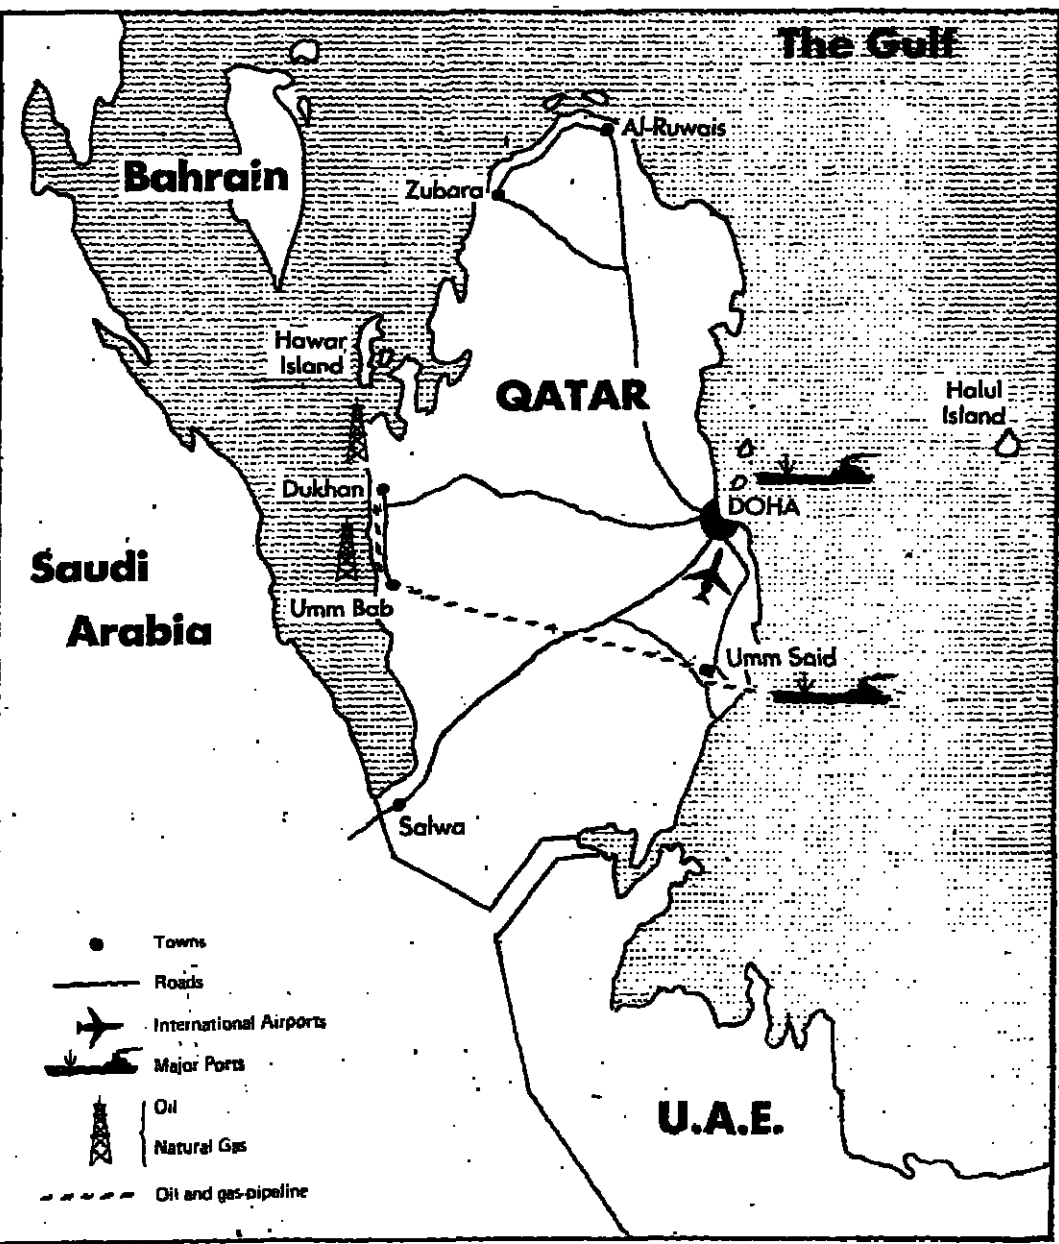 The Gulf
Al-Ruwais
Bahrain
Zubara
Hawar
Island
QATAR
Halul
Island
Dukhan
DOHA
Saudi
Arabia
Umm Bab
Umm Said
Salwa
Towns
Roads
International Airports
Major Ports
Oil
Natural Gas
Oil and gas-pipeline
U.A.E.